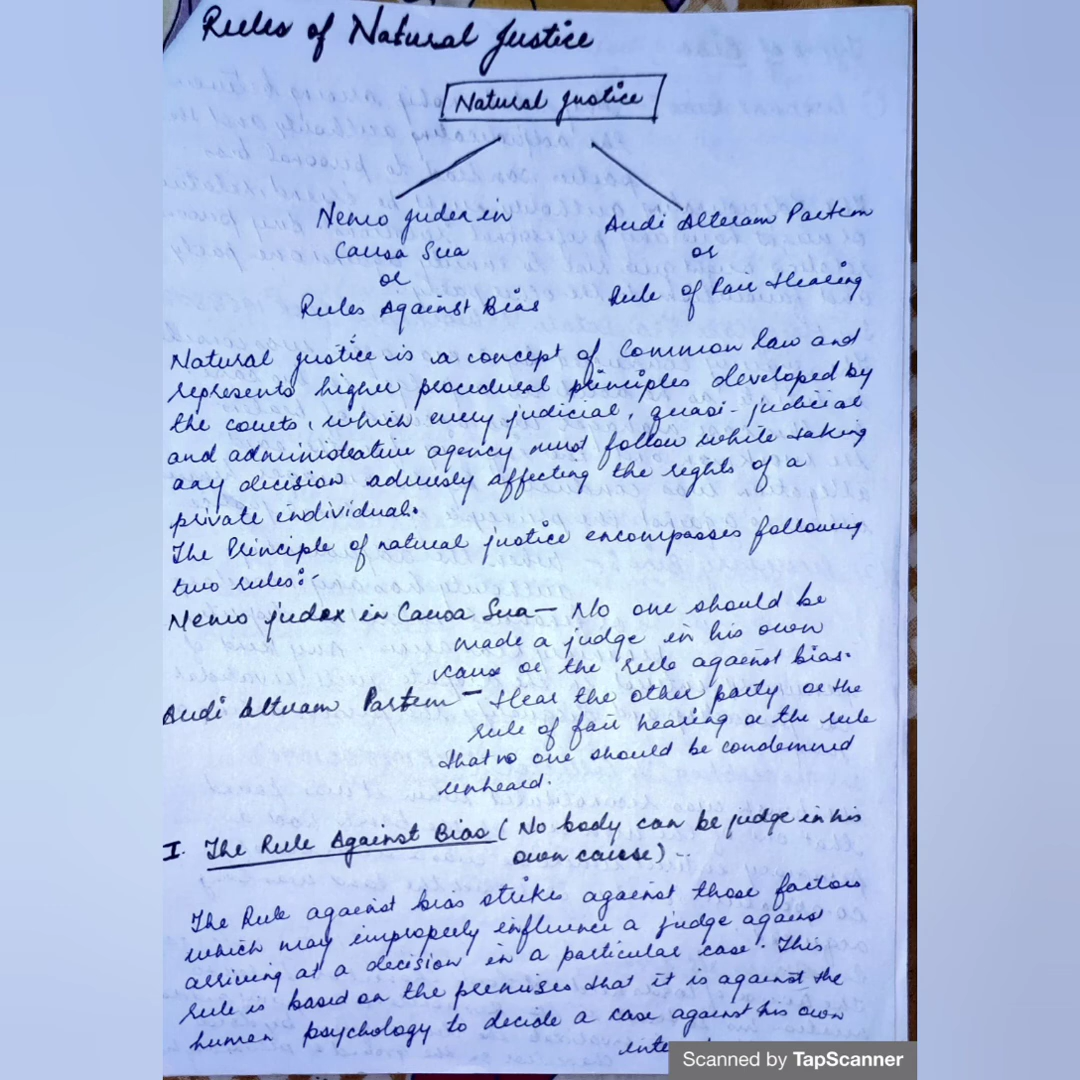 Rules of Natural Justice
Natural Justice
Nemo judex in
Causa Sua
or
Rules Against Bias
Audi Alteram Partem
or
Rule of Fair Hearing
Natural justice is a concept of Common law and
represents higher procedural principles developed by
the courts, which every judicial, quasi-judicial
and administrative agency must follow while taking
any decision adversely affecting the rights of a
private individual.
The Principle of natural justice encompasses following
two rules:-
Nemo judex in Causa Sua - No one should be
made a judge in his own
cause or the rule against bias.
Audi Alteram Partem - Hear the other party or the
rule of fair hearing or the rule
that no one should be condemned
unheard.
I. The Rule Against Bias (No body can be judge in his
own cause) -
The Rule against bias strikes against those factors
which may improperly influence a judge against
arriving at a decision in a particular case. This
rule is based on the premises that it is against the
human psychology to decide a case against his own
Scanned by TapScanner